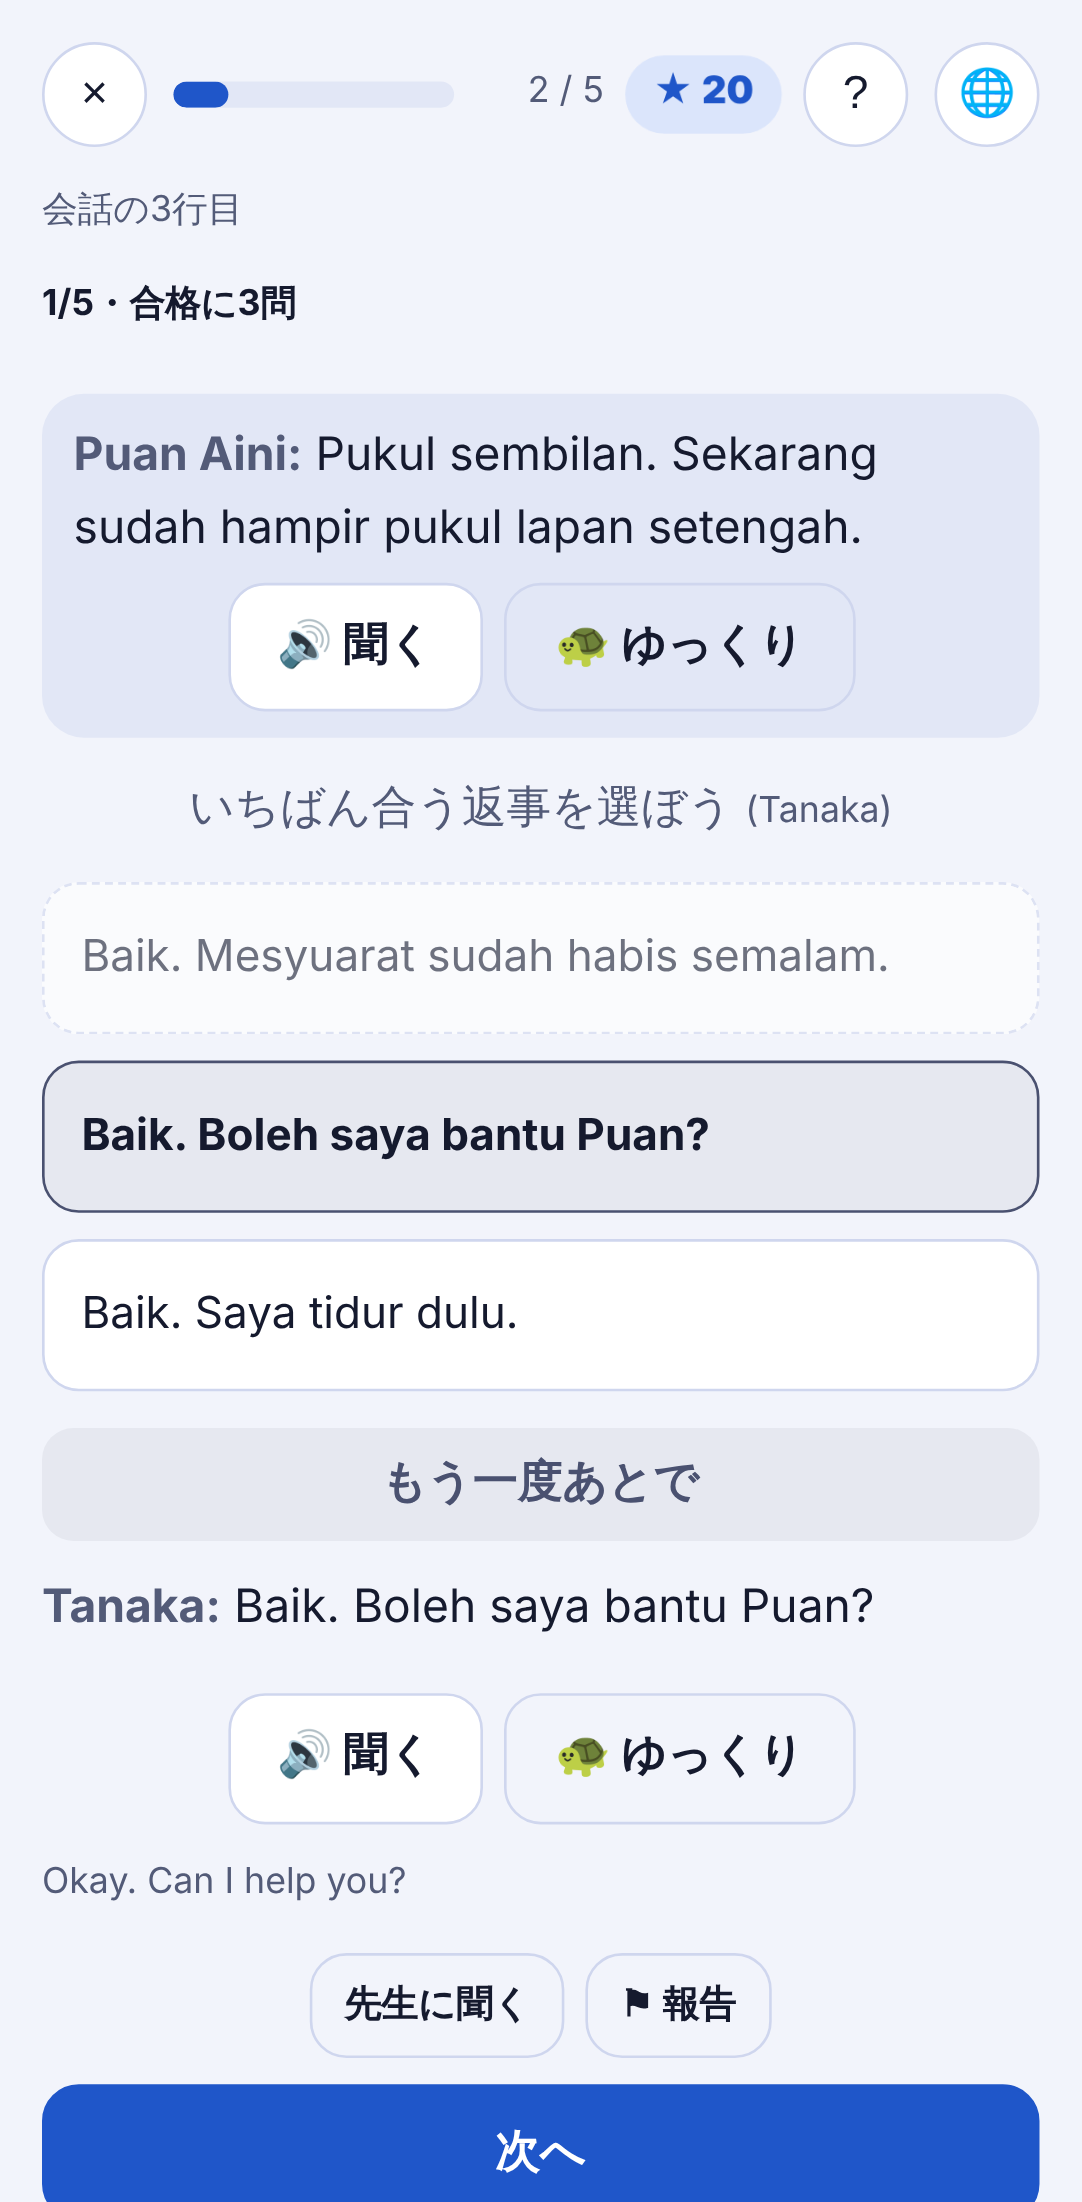 × 2 / 5 ★ 20 ? 🌐
会話の3行目
1/5・合格に3問
Puan Aini: Pukul sembilan. Sekarang
sudah hampir pukul lapan setengah.
🔊 聞く 🐢 ゆっくり
いちばん合う返事を選ぼう (Tanaka)
Baik. Mesyuarat sudah habis semalam.
Baik. Boleh saya bantu Puan?
Baik. Saya tidur dulu.
もう一度あとで
Tanaka: Baik. Boleh saya bantu Puan?
🔊 聞く 🐢 ゆっくり
Okay. Can I help you?
先生に聞く ⚑ 報告
次へ